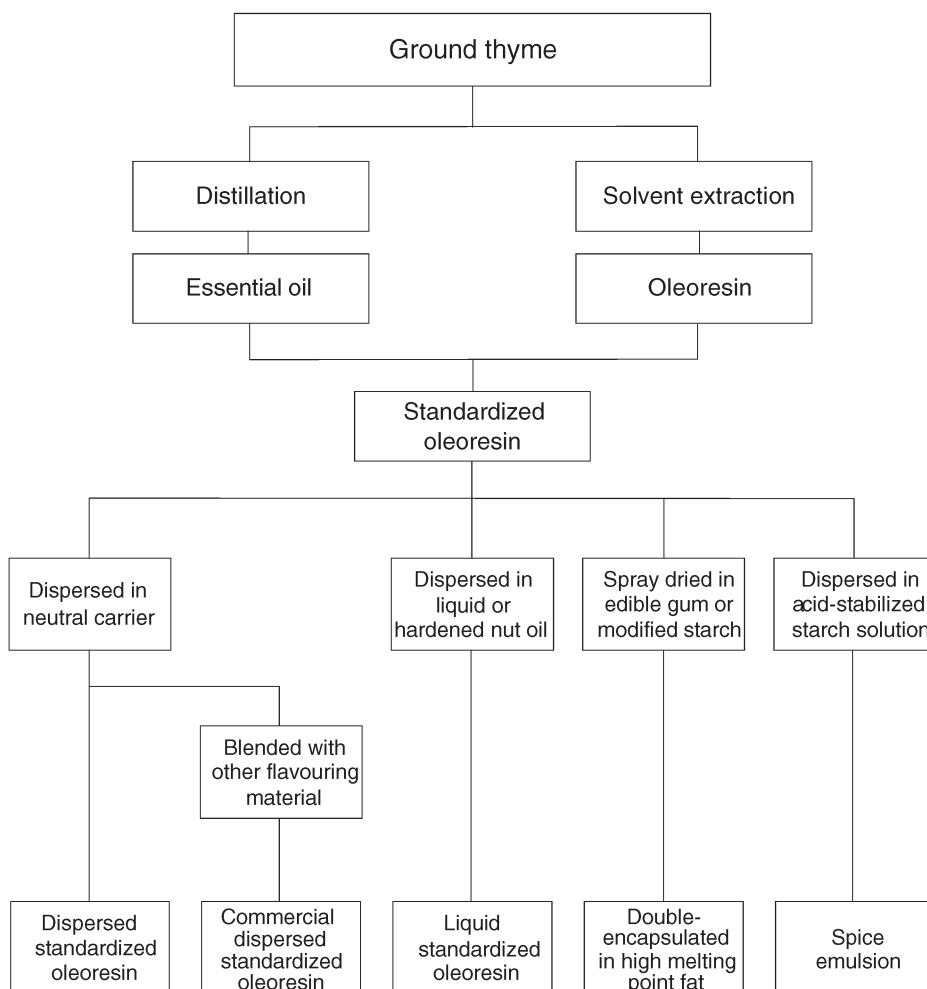 Ground thyme
Distillation
Solvent extraction
Essential oil
Oleoresin
Standardized
oleoresin
Dispersed in
neutral carrier
Dispersed in
liquid or
hardened nut oil
Spray dried in
edible gum or
modified starch
Dispersed in
acid-stabilized
starch solution
Blended with
other flavouring
material
Dispersed
standardized
oleoresin
Commercial
dispersed
standardized
oleoresin
Liquid
standardized
oleoresin
Double-
encapsulated
in high melting
point fat
Spice
emulsion